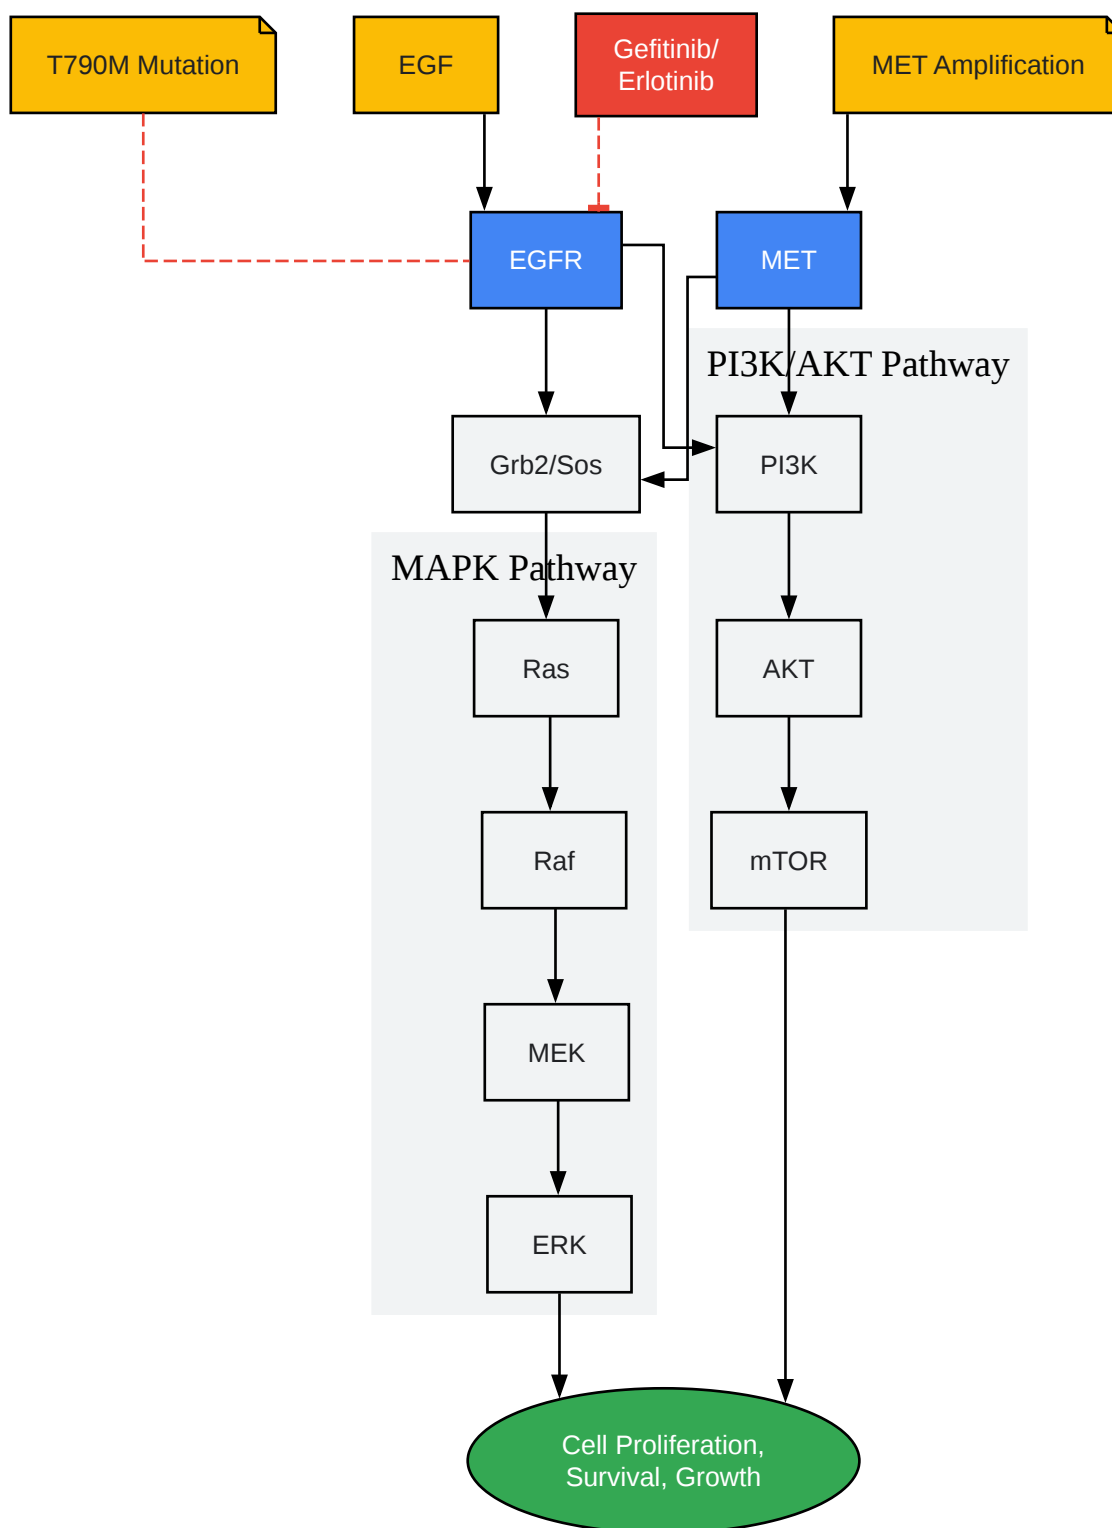 T790M Mutation
EGF
Gefitinib/
Erlotinib
MET Amplification
EGFR
MET
PI3K/AKT Pathway
Grb2/Sos
PI3K
MAPK Pathway
Ras
AKT
Raf
mTOR
MEK
ERK
Cell Proliferation,
Survival, Growth